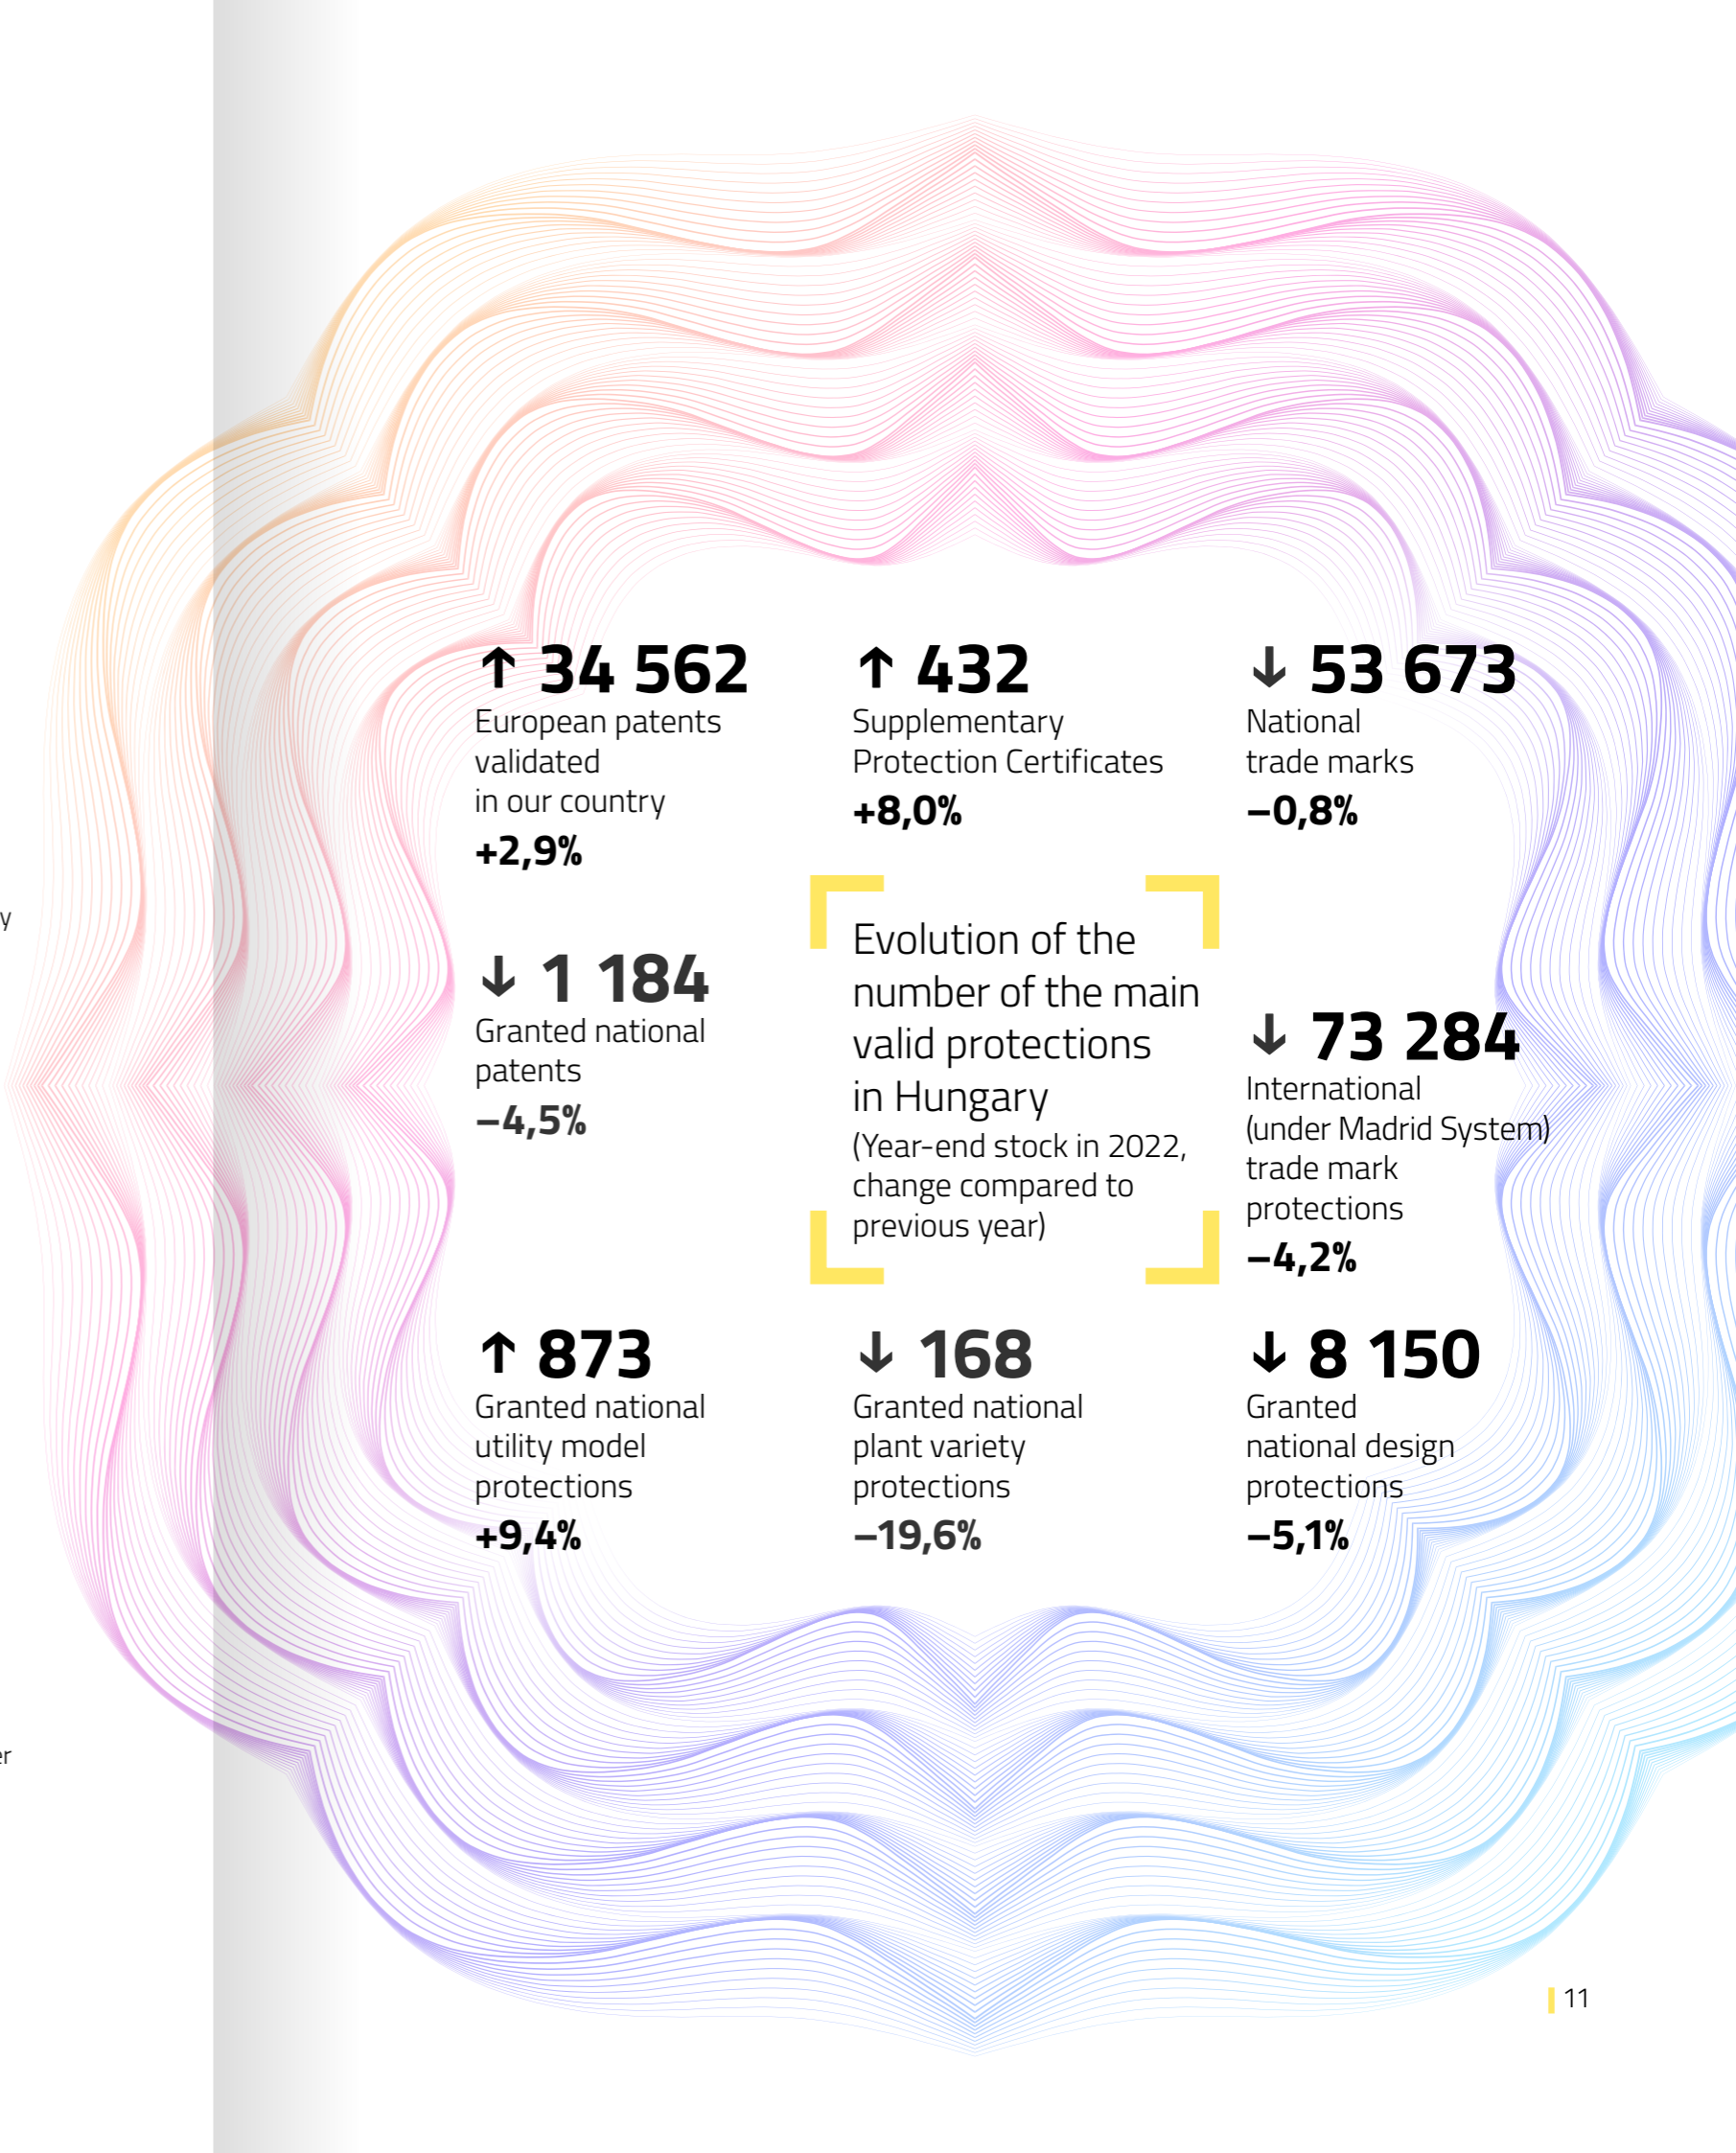 ↑ 34 562
European patents
validated
in our country
+2,9%
↑ 432
Supplementary
Protection Certificates
+8,0%
↓ 53 673
National
trade marks
–0,8%
↓ 1 184
Granted national
patents
–4,5%
Evolution of the
number of the main
valid protections
in Hungary
(Year-end stock in 2022,
change compared to
previous year)
↓ 73 284
International
(under Madrid System)
trade mark
protections
–4,2%
↑ 873
Granted national
utility model
protections
+9,4%
↓ 168
Granted national
plant variety
protections
–19,6%
↓ 8 150
Granted
national design
protections
–5,1%
11